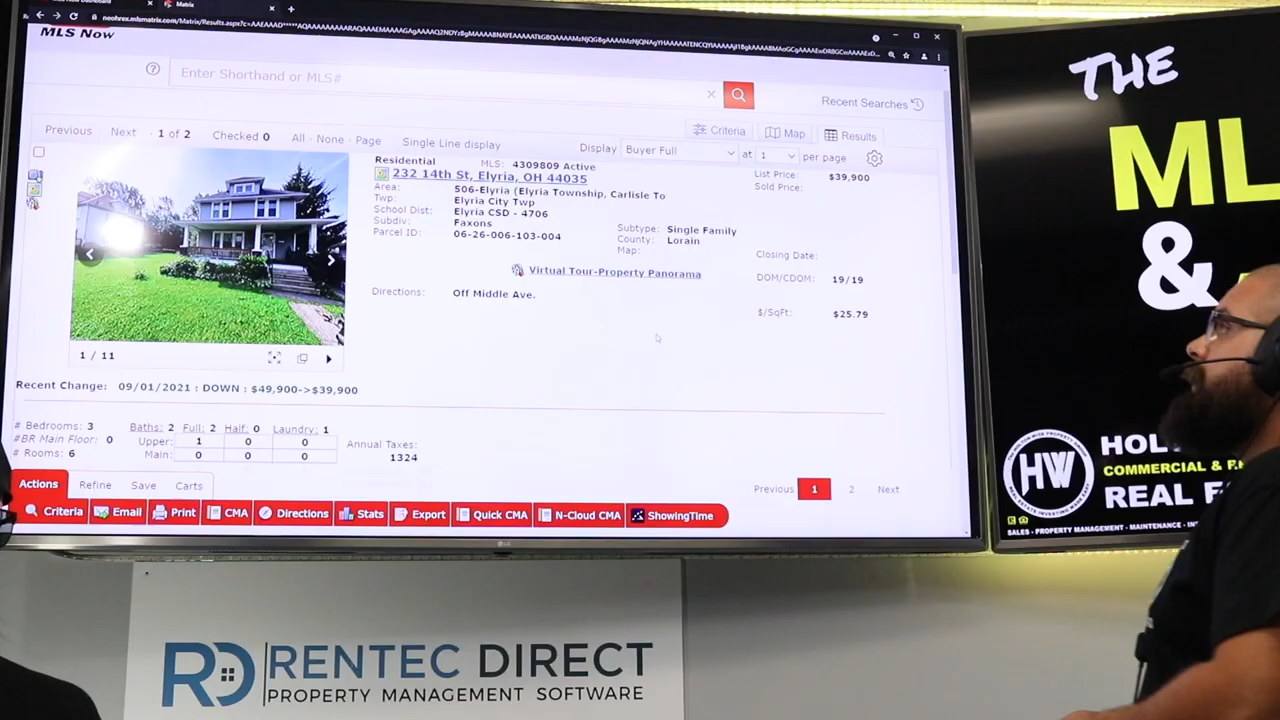 Matrix
MLS Now
Enter Shorthand or MLS#
Recent Searches
Previous Next · 1 of 2 Checked 0 All · None · Page Single Line display
Display Buyer Full at 1 per page
Criteria Map Results
Residential MLS: 4309809 Active
List Price: $39,900
232 14th St, Elyria, OH 44035
Sold Price:
Area: 506-Elyria (Elyria Township, Carlisle To
Twp: Elyria City Twp
School Dist: Elyria CSD - 4706
Subdiv: Faxons
Subtype: Single Family
Parcel ID: 06-26-006-103-004
County: Lorain
Map:
Closing Date:
Virtual Tour-Property Panorama
DOM/CDOM: 19/19
Directions: Off Middle Ave.
$/SqFt: $25.79
1 / 11
Recent Change: 09/01/2021 : DOWN : $49,900->$39,900
# Bedrooms: 3 Baths: 2 Full: 2 Half: 0 Laundry: 1
#BR Main Floor: 0 Upper: 1 0 0 Annual Taxes:
# Rooms: 6 Main: 0 0 0 1324
Actions Refine Save Carts
Previous 1 2 Next
Criteria Email Print CMA Directions Stats Export Quick CMA N-Cloud CMA ShowingTime
LG
THE
ML
&
HW
HOL
COMMERCIAL & P.
REAL
SALES - PROPERTY MANAGEMENT - MAINTENANCE -
RD RENTEC DIRECT
PROPERTY MANAGEMENT SOFTWARE